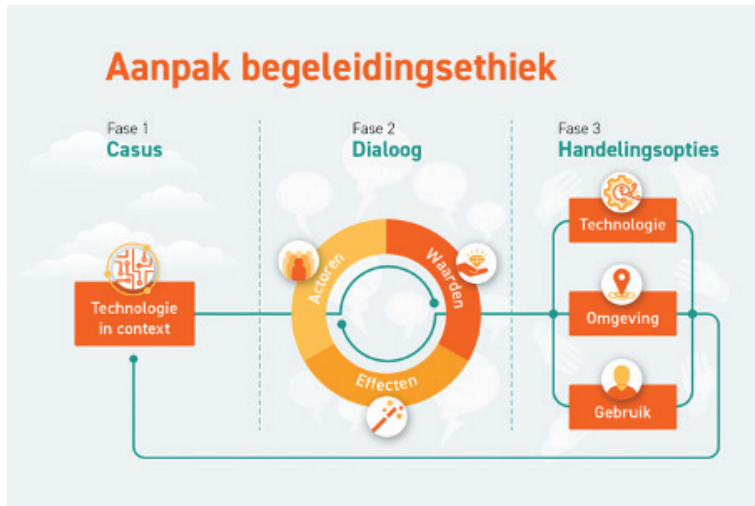 Aanpak begeleidingsethiek
Fase 1
Casus
Technologie
in context
Fase 2
Dialoog
Actoren
Waarden
Effecten
Fase 3
Handelingsopties
Technologie
Omgeving
Gebruik